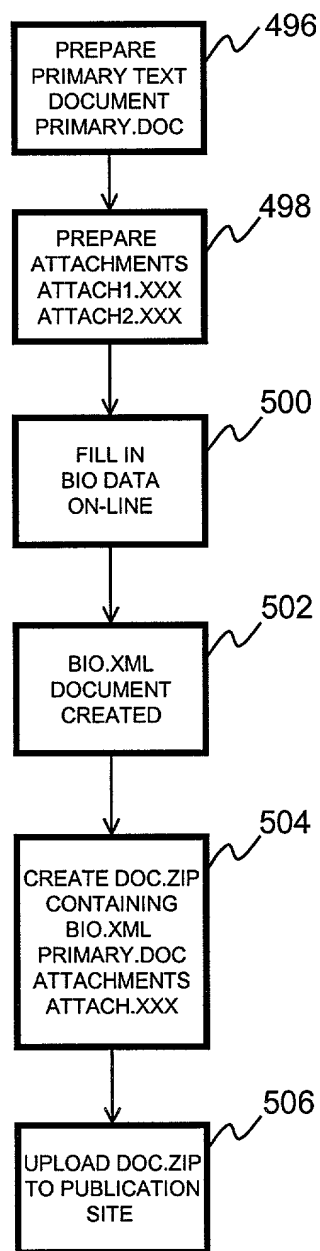 496
PREPARE
PRIMARY TEXT
DOCUMENT
PRIMARY.DOC
498
PREPARE
ATTACHMENTS
ATTACH1.XXX
ATTACH2.XXX
500
FILL IN
BIO DATA
ON-LINE
502
BIO.XML
DOCUMENT
CREATED
504
CREATE DOC.ZIP
CONTAINING
BIO.XML
PRIMARY.DOC
ATTACHMENTS
ATTACH.XXX
506
UPLOAD DOC.ZIP
TO PUBLICATION
SITE